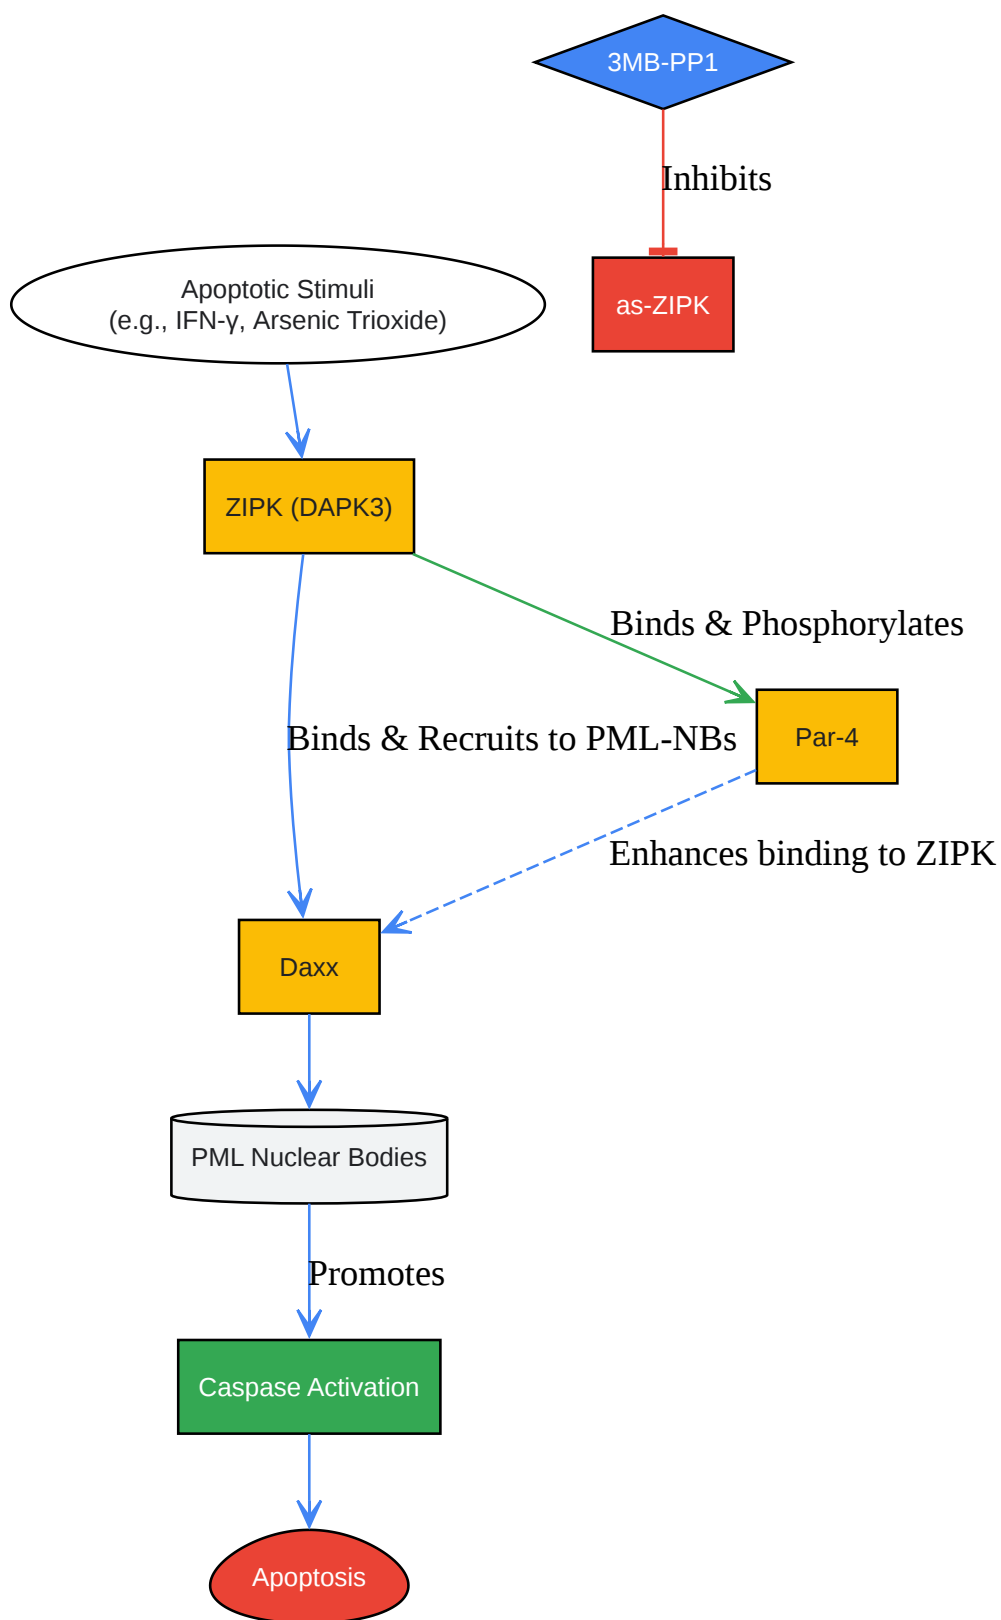 3MB-PP1
Inhibits
Apoptotic Stimuli
(e.g., IFN-γ, Arsenic Trioxide)
as-ZIPK
ZIPK (DAPK3)
Binds & Phosphorylates
Binds & Recruits to PML-NBs
Par-4
Enhances binding to ZIPK
Daxx
PML Nuclear Bodies
Promotes
Caspase Activation
Apoptosis